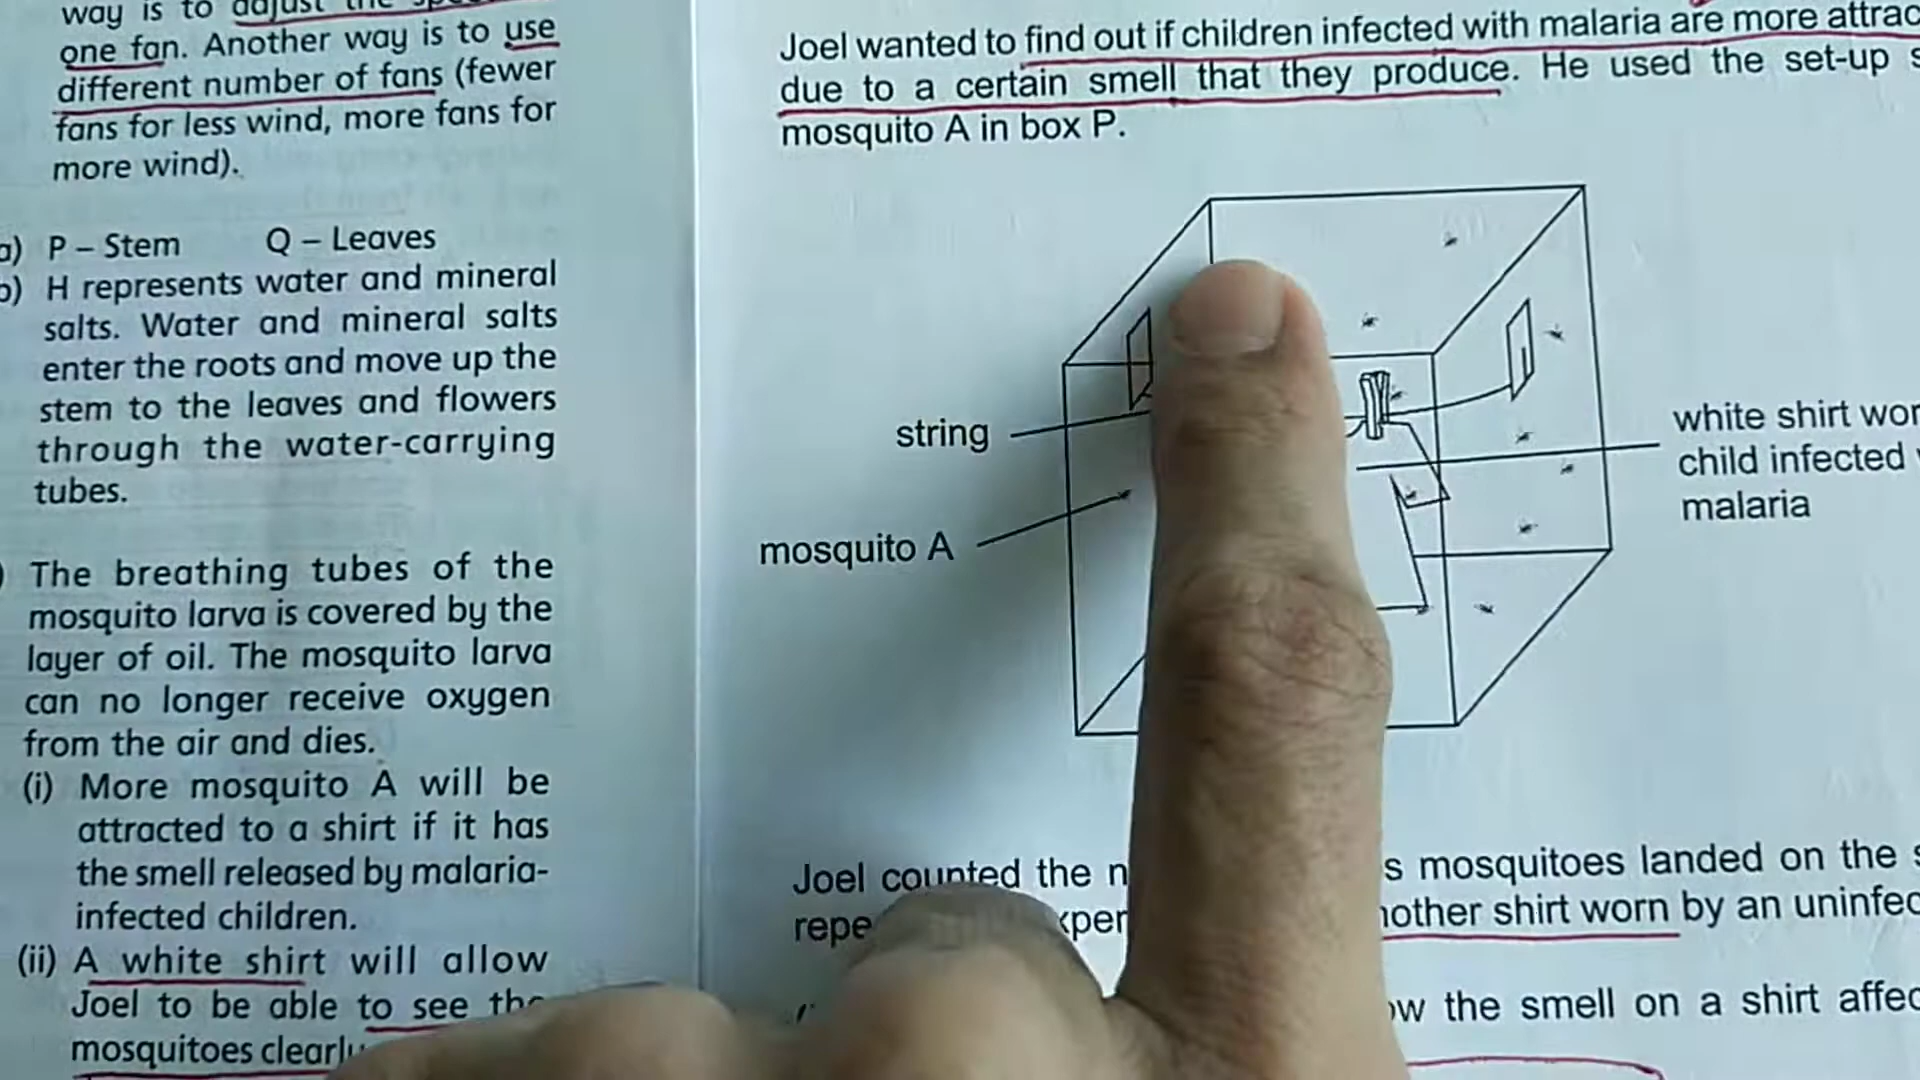 way is to adjust the
one fan. Another way is to use
different number of fans (fewer
fans for less wind, more fans for
more wind).
a) P – Stem Q – Leaves
b) H represents water and mineral
salts. Water and mineral salts
enter the roots and move up the
stem to the leaves and flowers
through the water-carrying
tubes.
) The breathing tubes of the
mosquito larva is covered by the
layer of oil. The mosquito larva
can no longer receive oxygen
from the air and dies.
(i) More mosquito A will be
attracted to a shirt if it has
the smell released by malaria-
infected children.
(ii) A white shirt will allow
Joel to be able to see the
mosquitoes clearly
Joel wanted to find out if children infected with malaria are more attrac
due to a certain smell that they produce. He used the set-up s
mosquito A in box P.
string
mosquito A
white shirt wor
child infected
malaria
Joel counted the n s mosquitoes landed on the s
repe xper nother shirt worn by an uninfec
ow the smell on a shirt affec